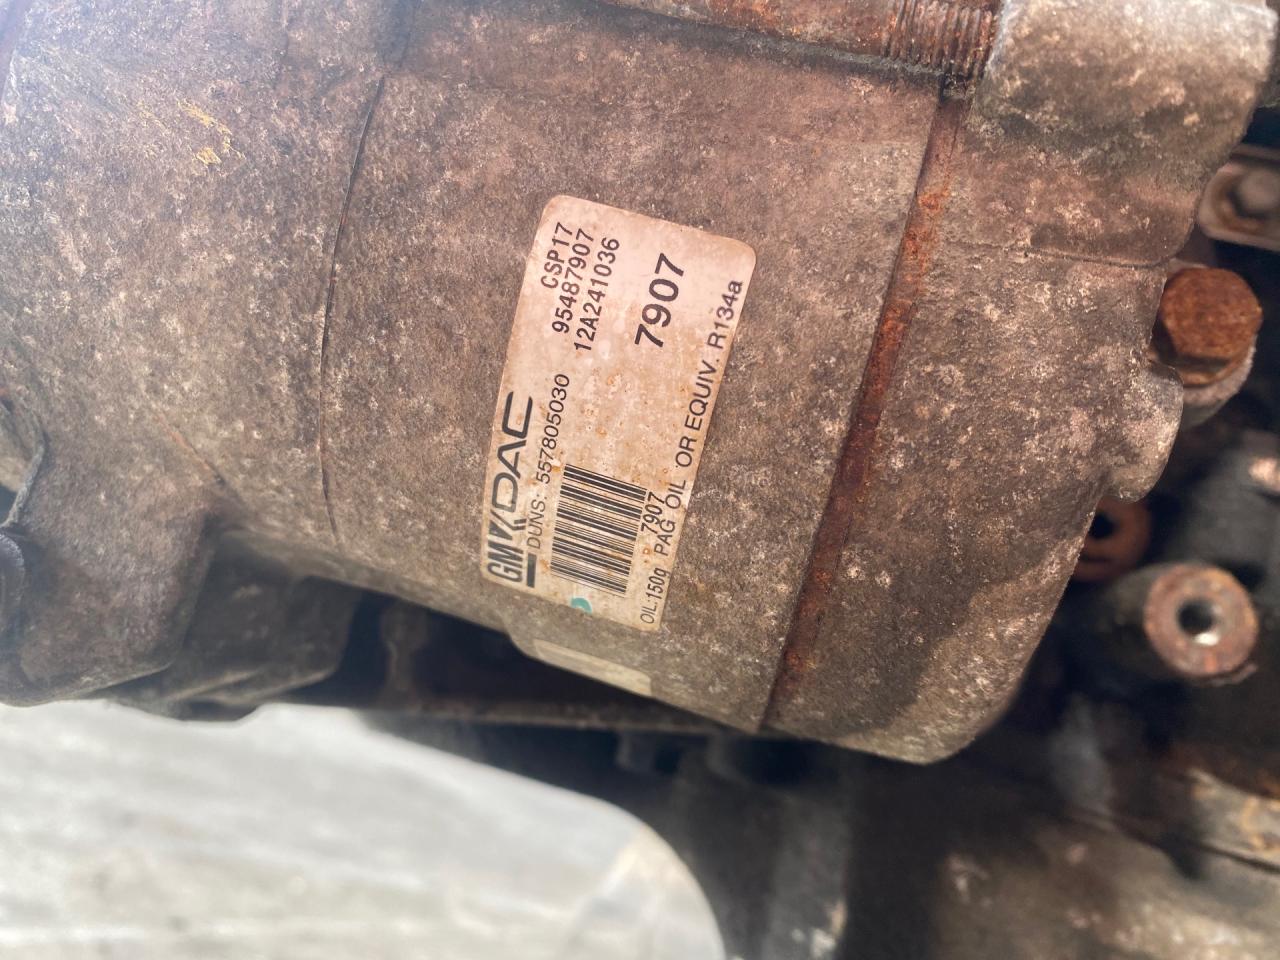 GM DAC
DUNS: 557805030
CSP17
95487907
12A241036
7907
7907
OIL:150g PAG OIL OR EQUIV. R134a